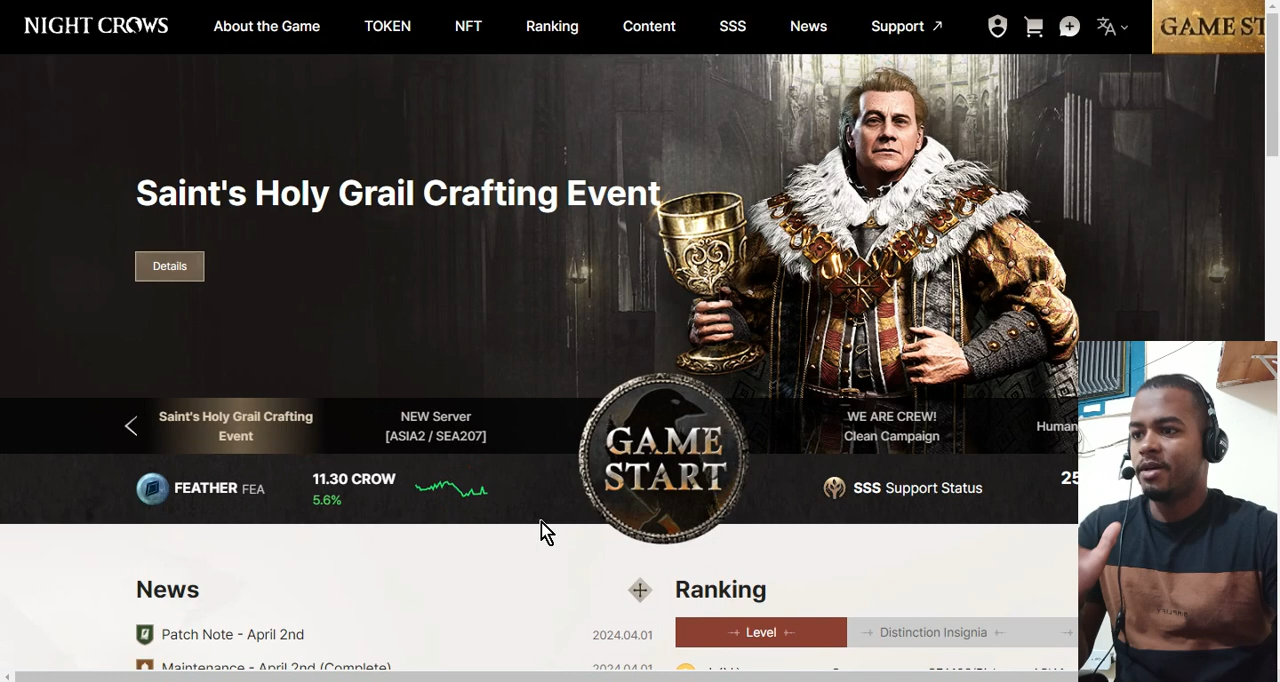 NIGHT CROWS
About the Game
TOKEN
NFT
Ranking
Content
SSS
News
Support
GAME ST
Saint's Holy Grail Crafting Event
Details
Saint's Holy Grail Crafting
Event
NEW Server
[ASIA2 / SEA207]
GAME
START
WE ARE CREW!
Clean Campaign
Human
FEATHER FEA
11.30 CROW
5.6%
SSS Support Status
25
News
Ranking
Patch Note - April 2nd
2024.04.01
Level
Distinction Insignia
Maintenance - April 2nd (Complete)
2024.04.01